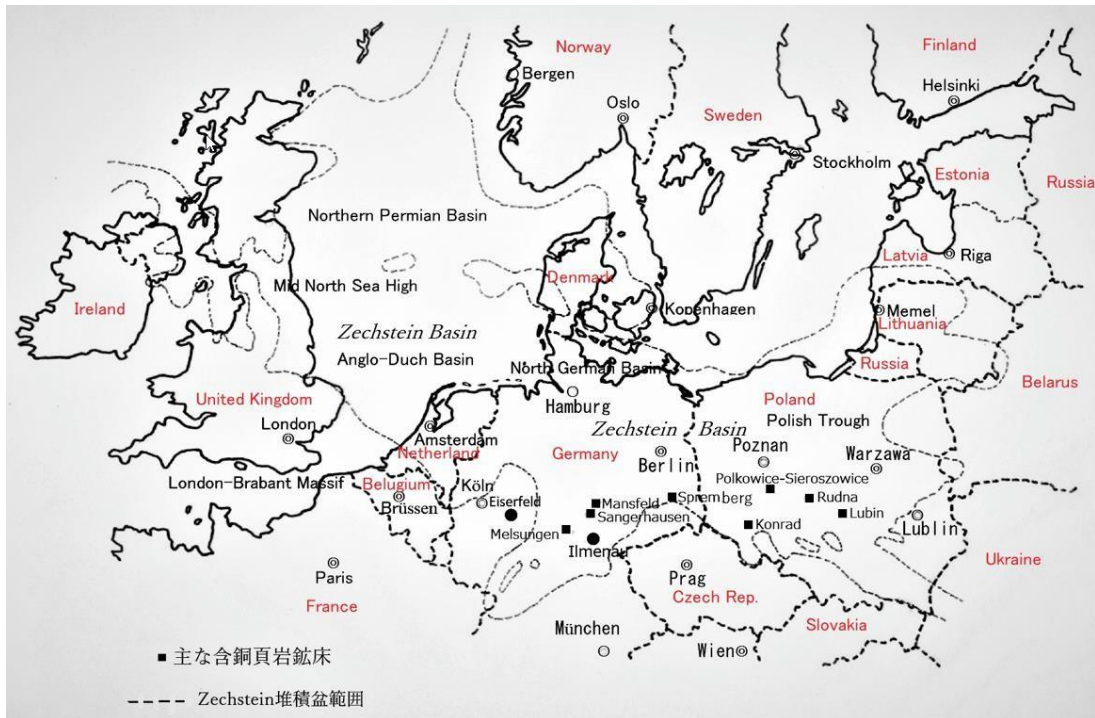 Norway
Finland
Bergen
Helsinki
Oslo
Sweden
Stockholm
Estonia
Russia
Northern Permian Basin
Latvia
Riga
Denmark
Mid North Sea High
Ireland
Kopenhagen
Memel
Lithuania
Zechstein Basin
Anglo-Duch Basin
North German Basin
Russia
Belarus
United Kingdom
Hamburg
Poland
Polish Trough
London
Amsterdam
Netherland
Zechstein Basin
Germany
Berlin
Poznan
Warzawa
London-Brabant Massif
Belugium
Brüssen
Köln
Eiserfeld
Mansfeld
Sangerhausen
Spremberg
Polkowice-Sieroszowice
Rudna
Lubin
Konrad
Lublin
Melsungen
Ilmenau
Paris
France
Prag
Czech Rep.
Ukraine
Slovakia
München
Wien
■ 主な含銅頁岩鉱床
---- Zechstein堆積盆範囲